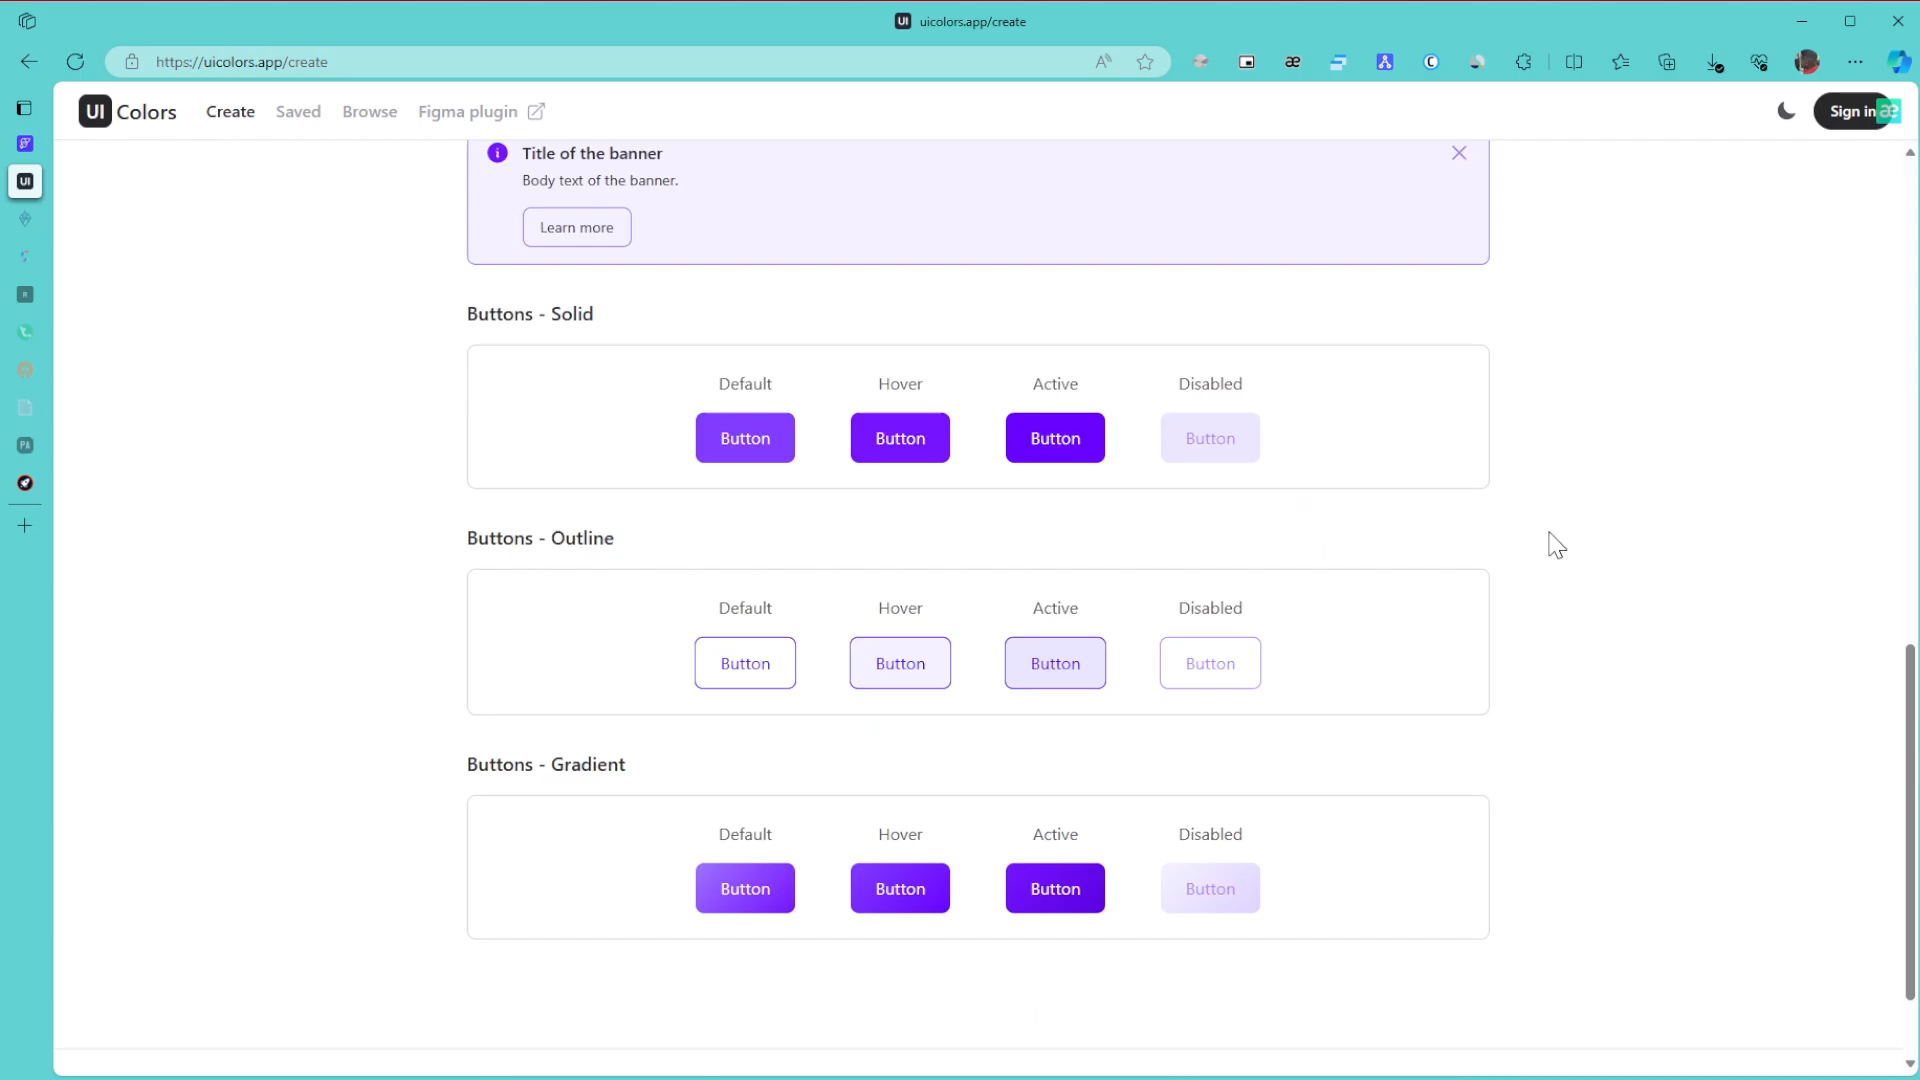 UI uicolors.app/create
https://uicolors.app/create
UI Colors Create Saved Browse Figma plugin Sign in æ
Title of the banner
Body text of the banner.
Learn more
Buttons - Solid
Default Hover Active Disabled
Button Button Button Button
Buttons - Outline
Default Hover Active Disabled
Button Button Button Button
Buttons - Gradient
Default Hover Active Disabled
Button Button Button Button
æ
C
UI
R
PA